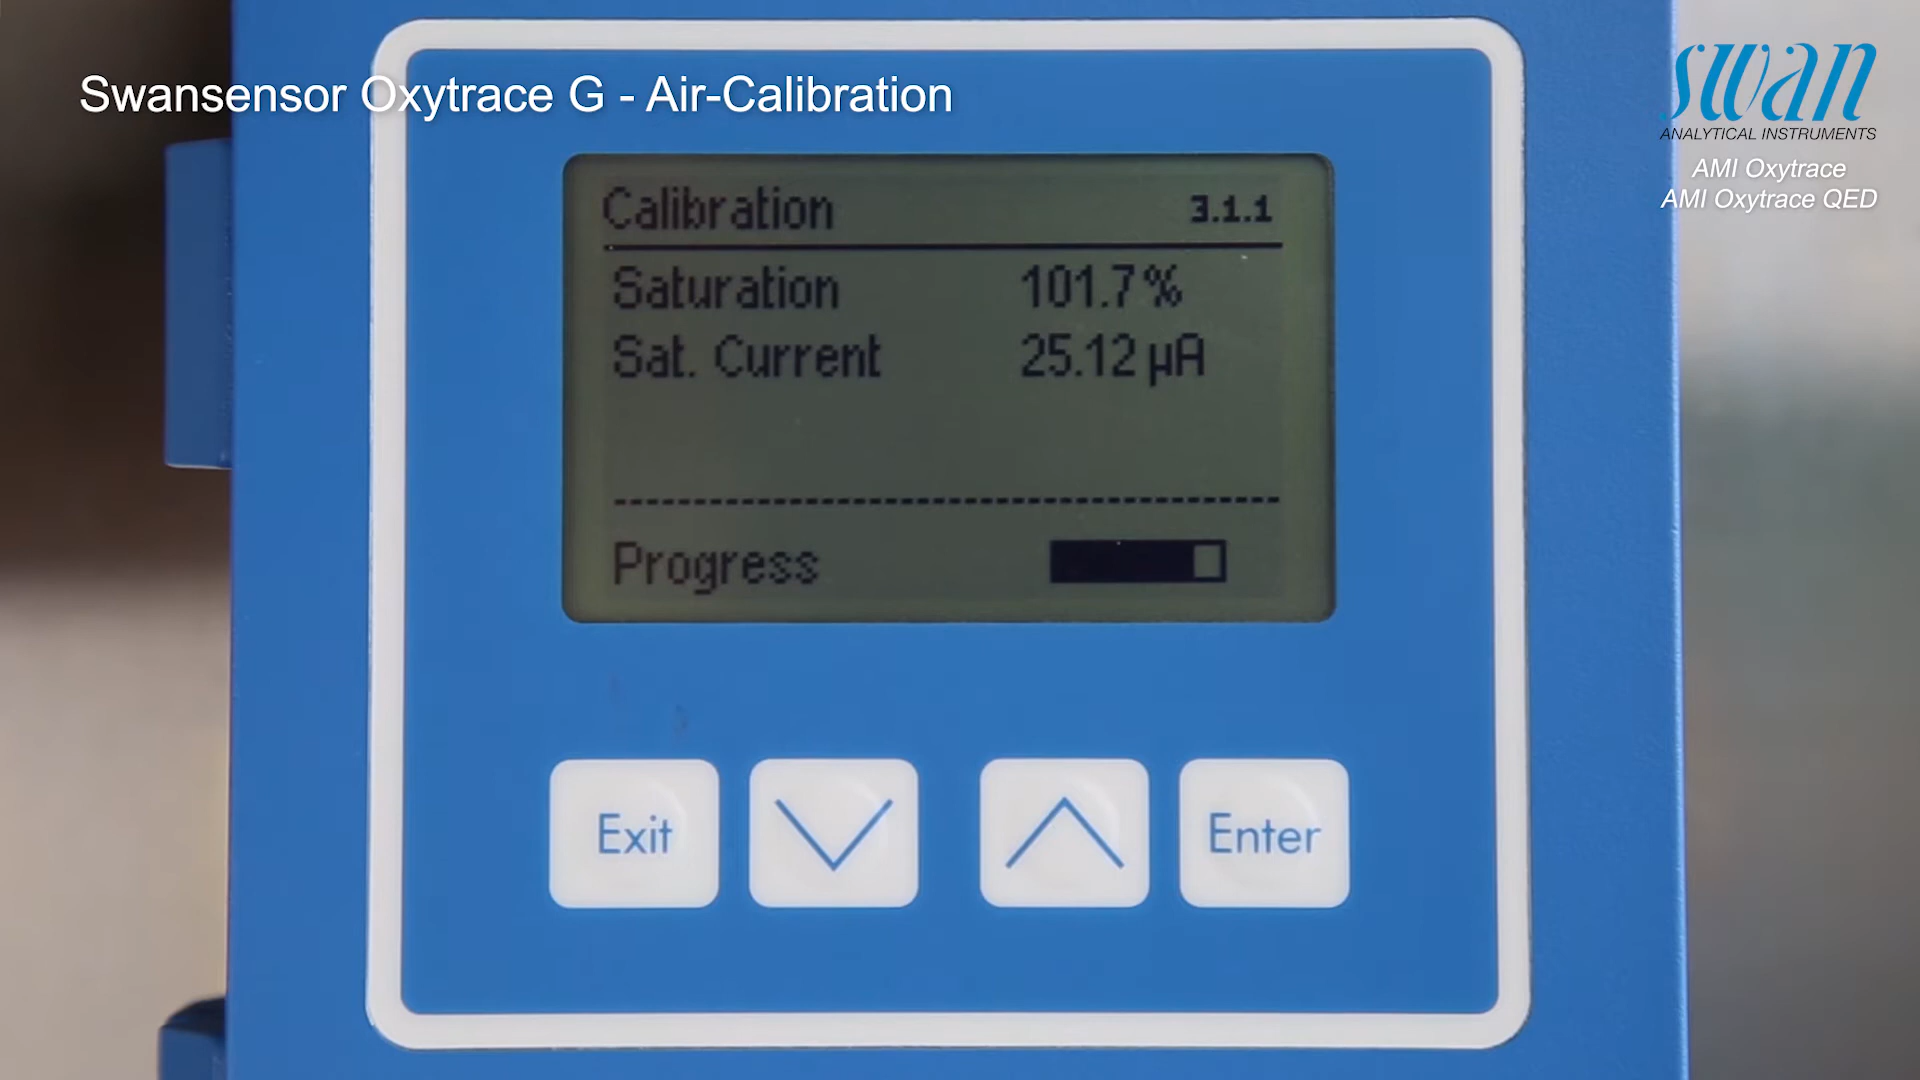 Swansensor Oxytrace G - Air-Calibration
swan
ANALYTICAL INSTRUMENTS
AMI Oxytrace
AMI Oxytrace QED
Calibration 3.1.1
Saturation 101.7 %
Sat. Current 25.12 µA
Progress
Exit
Enter